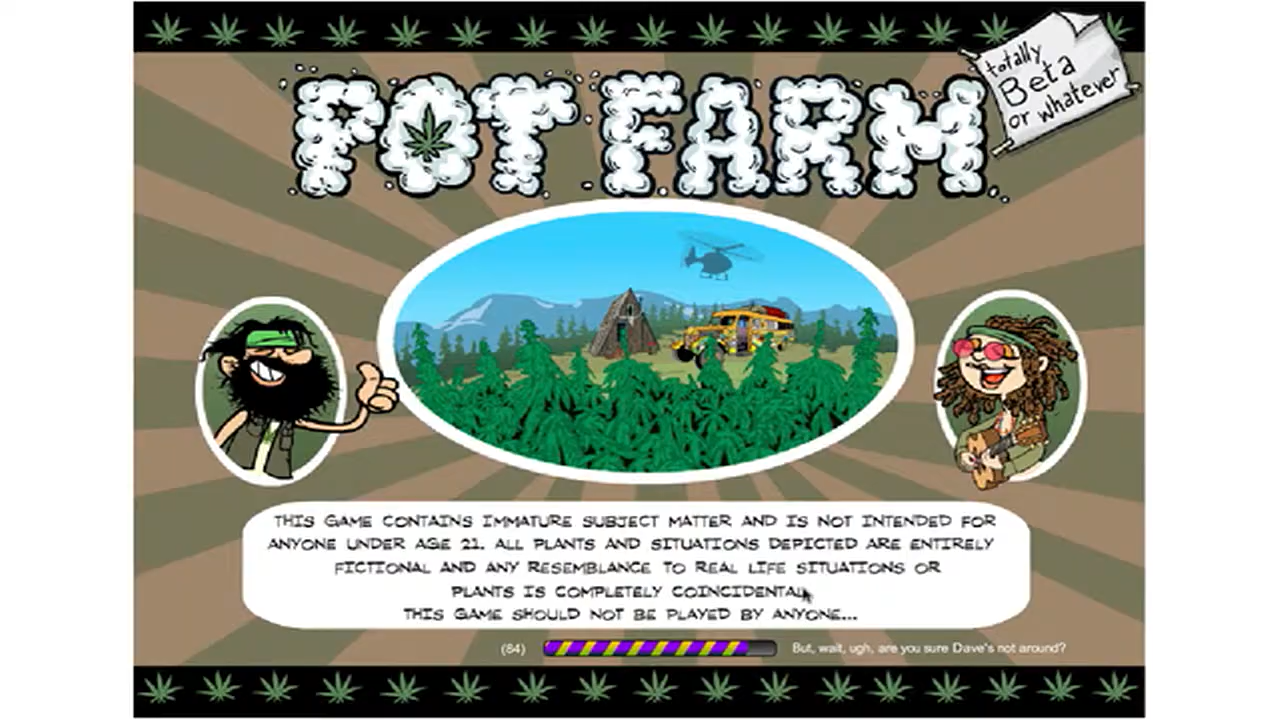 totally
Beta
or whatever
POT FARM
THIS GAME CONTAINS IMMATURE SUBJECT MATTER AND IS NOT INTENDED FOR
ANYONE UNDER AGE 21. ALL PLANTS AND SITUATIONS DEPICTED ARE ENTIRELY
FICTIONAL AND ANY RESEMBLANCE TO REAL LIFE SITUATIONS OR
PLANTS IS COMPLETELY COINCIDENTAL
THIS GAME SHOULD NOT BE PLAYED BY ANYONE...
(84) But, wait, ugh, are you sure Dave's not around?